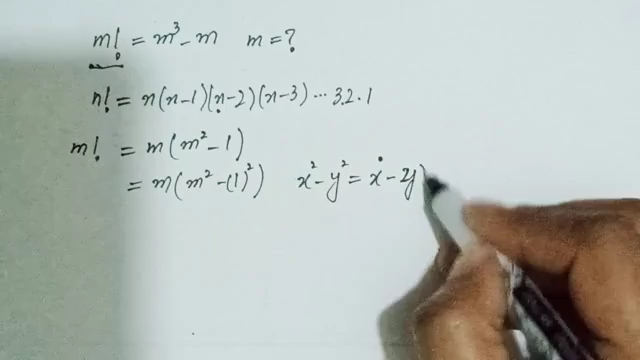 m! = m³ - m m = ?
n! = n(n-1)(n-2)(n-3) ... 3.2.1
m! = m(m² - 1)
= m(m² - (1)²) x² - y² = x - y)